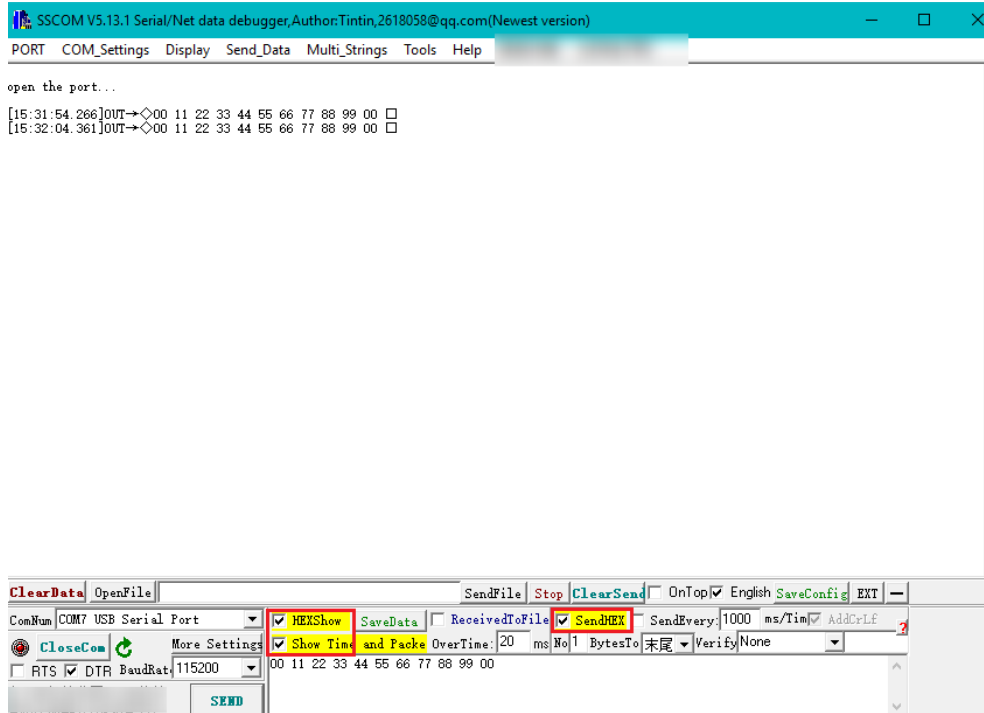 SSCOM V5.13.1 Serial/Net data debugger,Author:Tintin,2618058@qq.com(Newest version)
PORT COM_Settings Display Send_Data Multi_Strings Tools Help
open the port...
[15:31:54.266]OUT→◇00 11 22 33 44 55 66 77 88 99 00 □
[15:32:04.361]OUT→◇00 11 22 33 44 55 66 77 88 99 00 □
ClearData OpenFile SendFile Stop ClearSend OnTop English SaveConfig EXT —
ComNum COM7 USB Serial Port HEXShow SaveData ReceivedToFile SendHEX SendEvery: 1000 ms/Tim AddCrLf ?
CloseCom More Settings Show Time and Packe OverTime: 20 ms No 1 BytesTo 末尾 Verify None
RTS DTR BaudRat: 115200 00 11 22 33 44 55 66 77 88 99 00
SEND